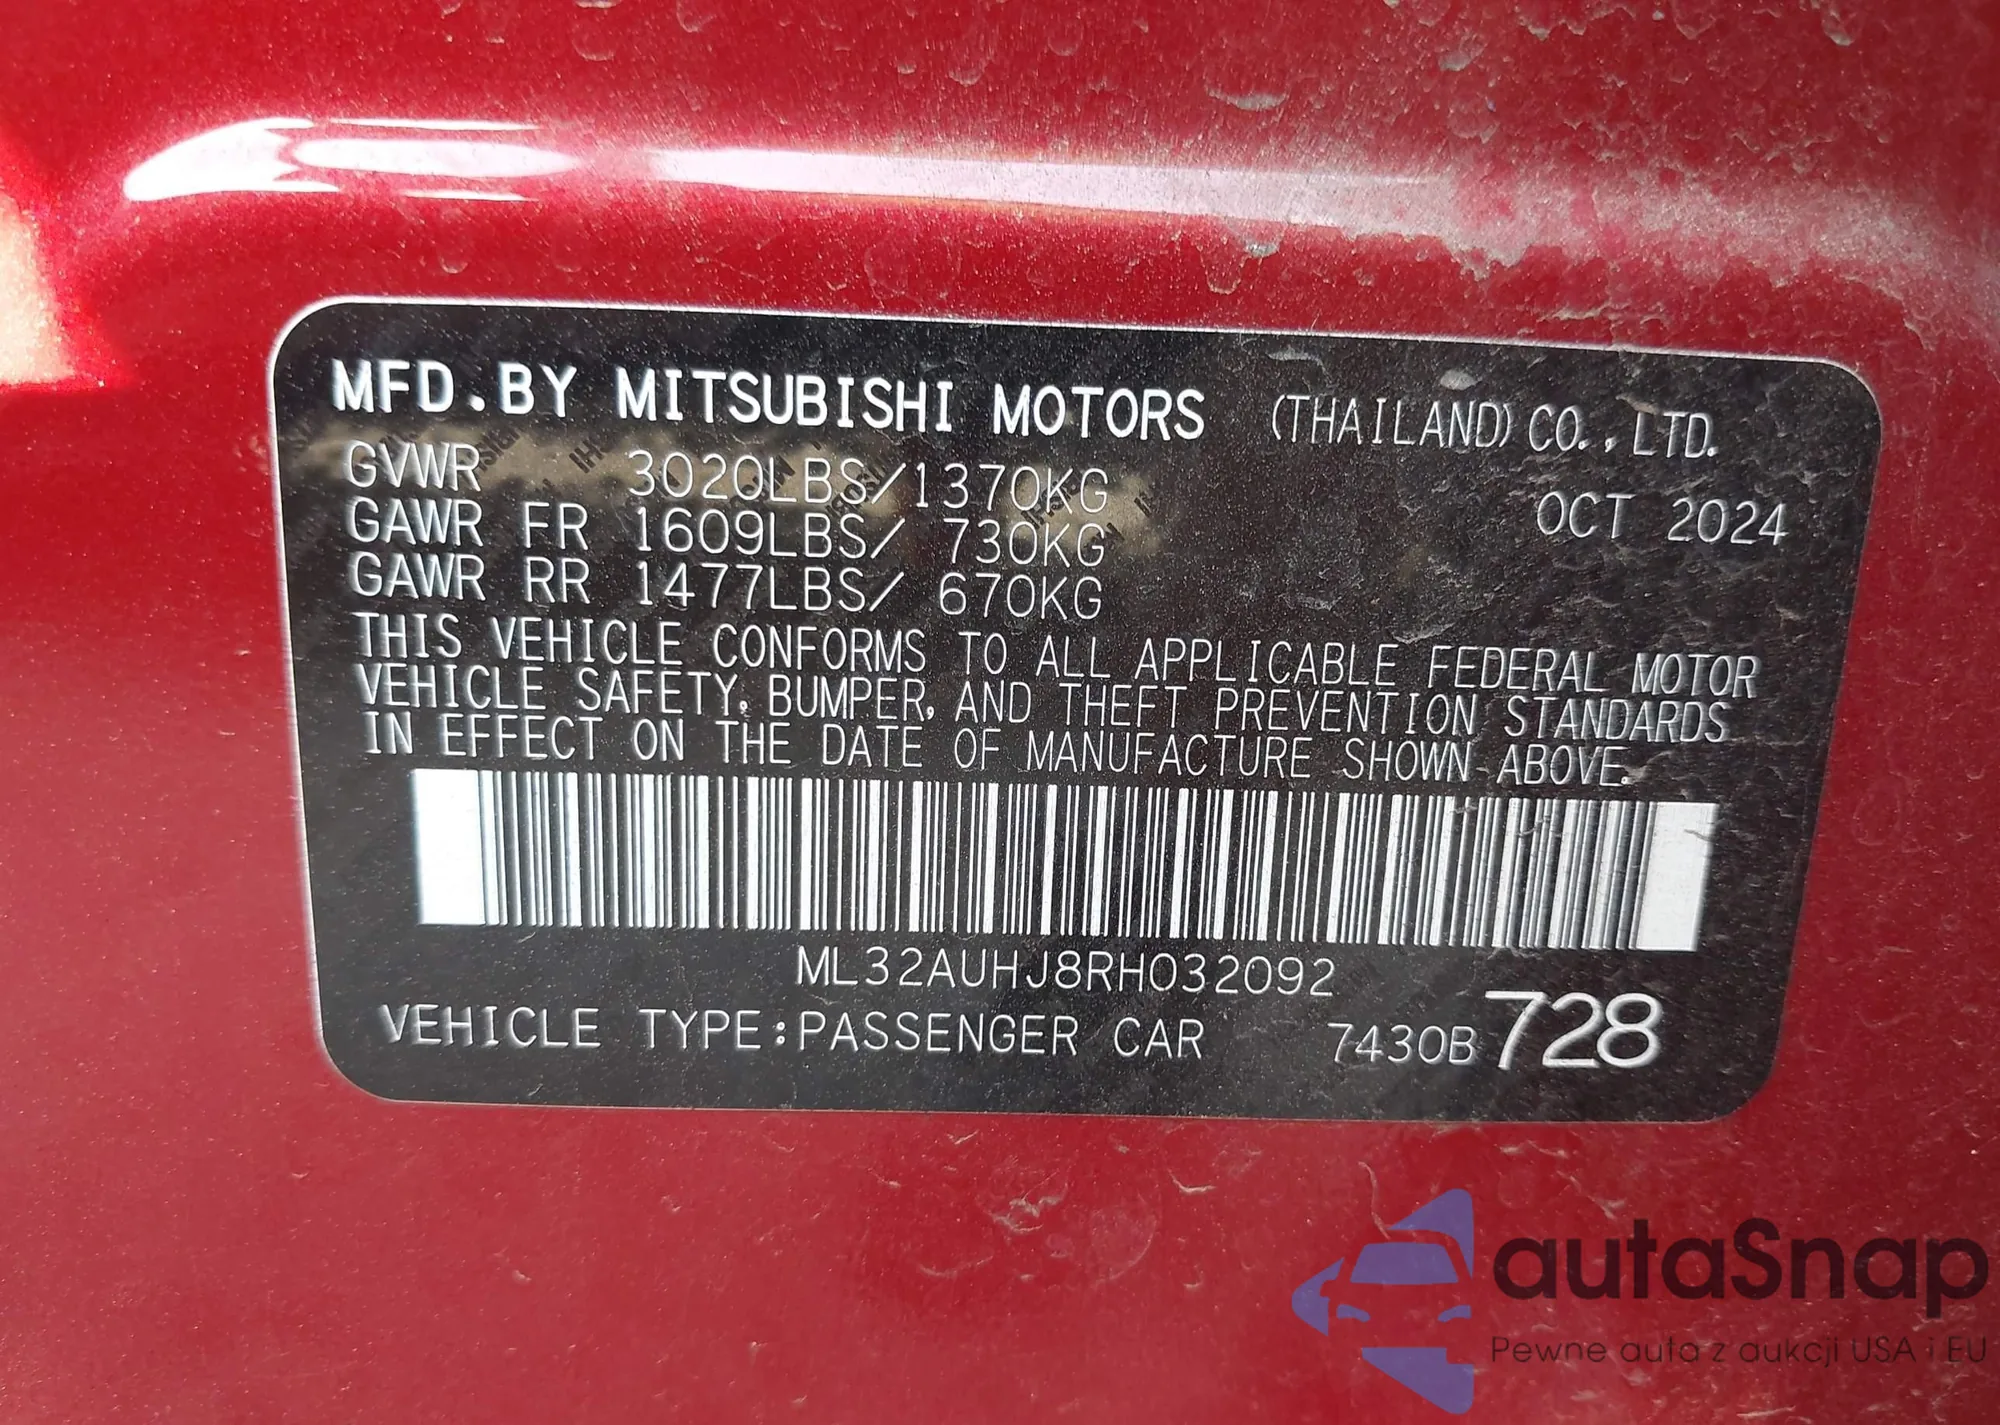 MFD.BY MITSUBISHI MOTORS (THAILAND) CO.,LTD.
GVWR 3020LBS/1370KG OCT 2024
GAWR FR 1609LBS/ 730KG
GAWR RR 1477LBS/ 670KG
THIS VEHICLE CONFORMS TO ALL APPLICABLE FEDERAL MOTOR
VEHICLE SAFETY, BUMPER, AND THEFT PREVENTION STANDARDS
IN EFFECT ON THE DATE OF MANUFACTURE SHOWN ABOVE.
ML32AUHJ8RH032092
VEHICLE TYPE:PASSENGER CAR 7430B 728
autaSnap
Pewne auta z aukcji USA i EU